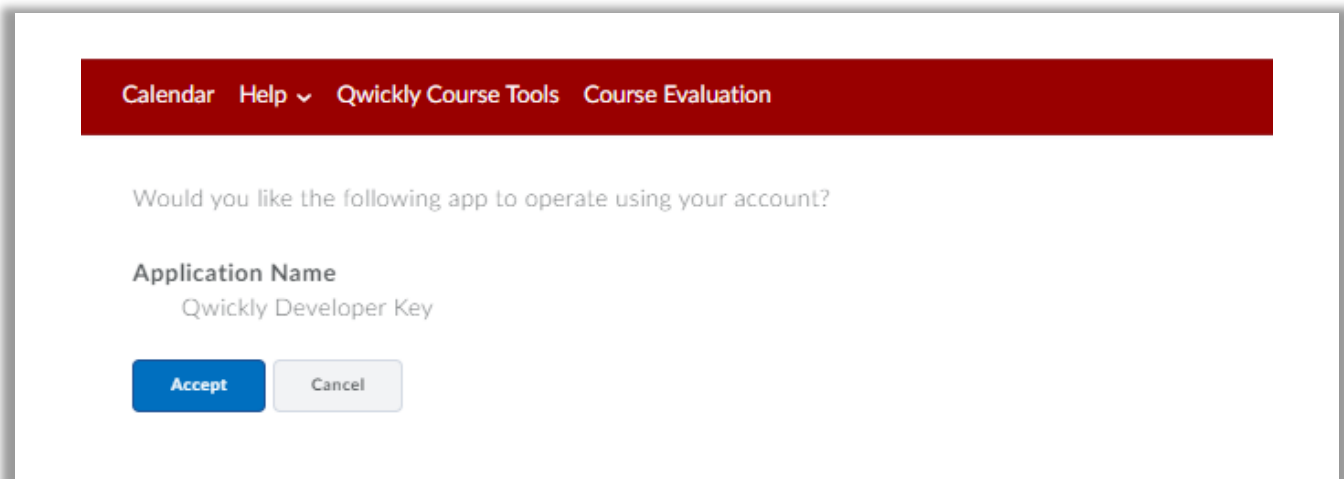 Calendar Help Qwickly Course Tools Course Evaluation
Would you like the following app to operate using your account?
Application Name
Qwickly Developer Key
Accept Cancel